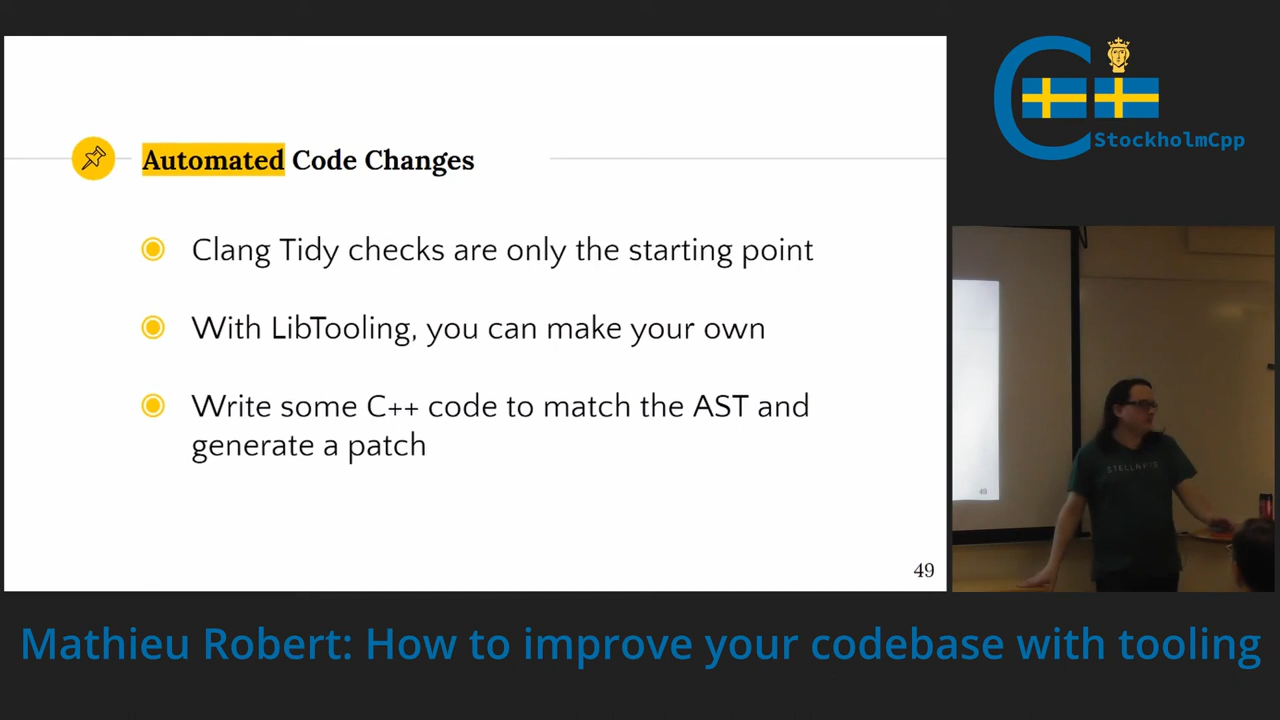 Automated Code Changes
Clang Tidy checks are only the starting point
With LibTooling, you can make your own
Write some C++ code to match the AST and
generate a patch
49
StockholmCpp
49
Mathieu Robert: How to improve your codebase with tooling